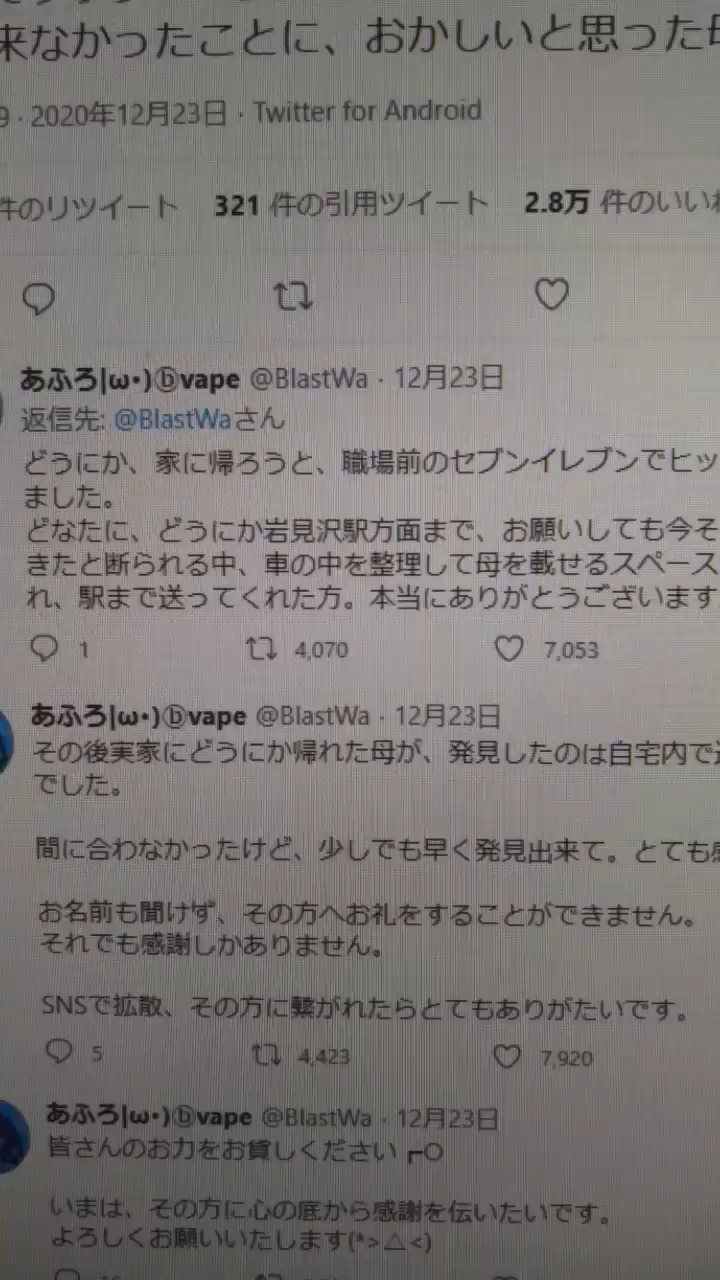 来なかったことに、おかしいと思った
9 · 2020年12月23日 · Twitter for Android
件のリツイート 321 件の引用ツイート 2.8万 件のいいね
あふろ|ω・)ⓑvape @BlastWa · 12月23日
返信先: @BlastWaさん
どうにか、家に帰ろうと、職場前のセブンイレブンでヒッ
ました。
どなたに、どうにか岩見沢駅方面まで、お願いしても今そ
きたと断られる中、車の中を整理して母を載せるスペース
れ、駅まで送ってくれた方。本当にありがとうございます
1 4,070 7,053
あふろ|ω・)ⓑvape @BlastWa · 12月23日
その後実家にどうにか帰れた母が、発見したのは自宅内で
でした。
間に合わなかったけど、少しでも早く発見出来て。とても
お名前も聞けず、その方へお礼をすることができません。
それでも感謝しかありません。
SNSで拡散、その方に繋がれたらとてもありがたいです。
5 4,423 7,920
あふろ|ω・)ⓑvape @BlastWa · 12月23日
皆さんのお力をお貸しください┏○
いまは、その方に心の底から感謝を伝いたいです。
よろしくお願いいたします(*>△<)